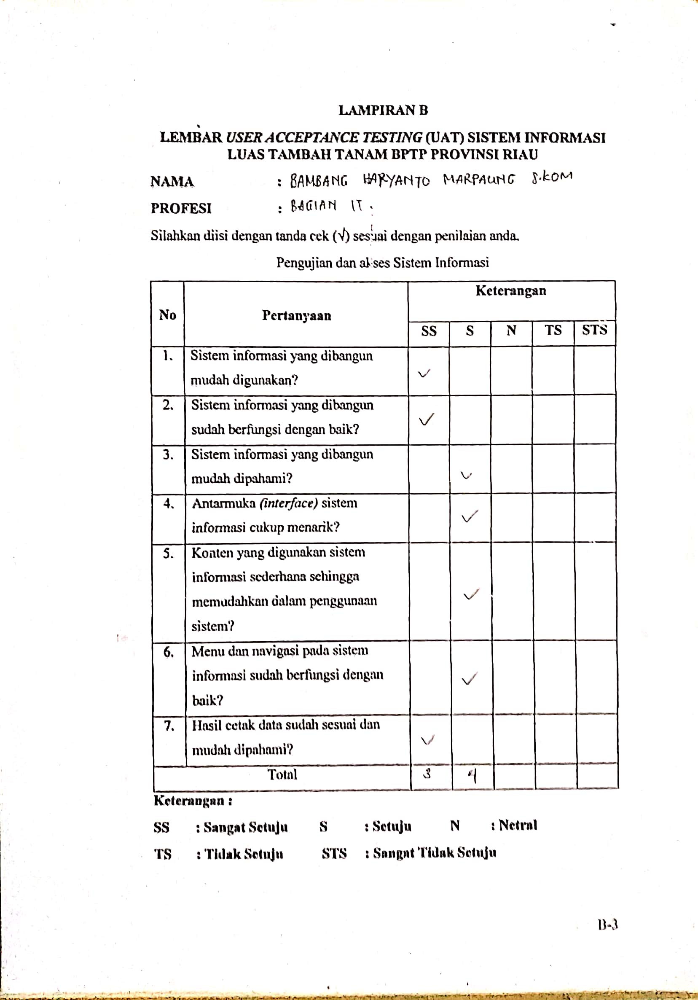 LAMPIRAN B
LEMBAR USER ACCEPTANCE TESTING (UAT) SISTEM INFORMASI
LUAS TAMBAH TANAM BPTP PROVINSI RIAU
NAMA : BAMBANG HARYANTO MARPAUNG S.KOM
PROFESI : BAGIAN IT.
Silahkan diisi dengan tanda cek (√) sesuai dengan penilaian anda.
Pengujian dan akses Sistem Informasi
No Pertanyaan Keterangan
SS S N TS STS
1. Sistem informasi yang dibangun
mudah digunakan? ✓
2. Sistem informasi yang dibangun
sudah berfungsi dengan baik? ✓
3. Sistem informasi yang dibangun
mudah dipahami? ✓
4. Antarmuka (interface) sistem
informasi cukup menarik? ✓
5. Konten yang digunakan sistem
informasi sederhana sehingga
memudahkan dalam penggunaan ✓
sistem?
6. Menu dan navigasi pada sistem
informasi sudah berfungsi dengan ✓
baik?
7. Hasil cetak data sudah sesuai dan
mudah dipahami? ✓
Total 3 4
Keterangan :
SS : Sangat Setuju S : Setuju N : Netral
TS : Tidak Setuju STS : Sangat Tidak Setuju
B-3